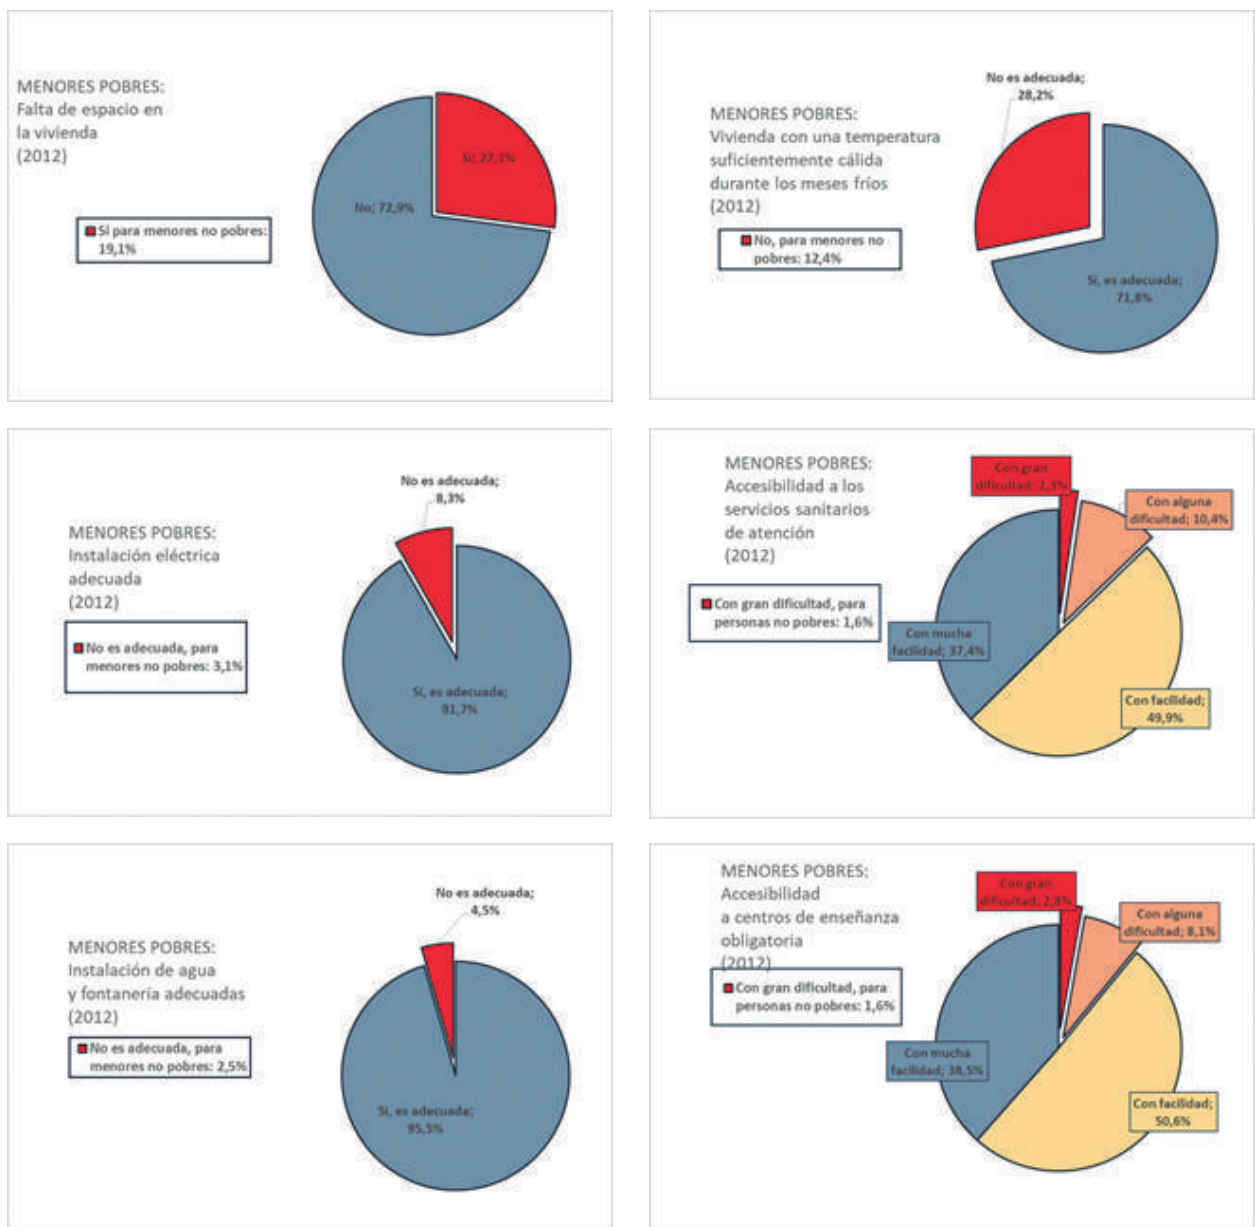 MENORES POBRES:
Falta de espacio en
la vivienda
(2012)
Sí para menores no pobres:
19,1%
Sí; 27,1%
No; 72,9%
MENORES POBRES:
Vivienda con una temperatura
suficientemente cálida
durante los meses fríos
(2012)
No, para menores no
pobres: 12,4%
No es adecuada;
28,2%
Sí, es adecuada;
71,8%
MENORES POBRES:
Instalación eléctrica
adecuada
(2012)
No es adecuada, para
menores no pobres: 3,1%
No es adecuada;
8,3%
Sí, es adecuada;
91,7%
MENORES POBRES:
Accesibilidad a los
servicios sanitarios
de atención
(2012)
Con gran dificultad, para
personas no pobres: 1,6%
Con gran
dificultad; 2,3%
Con alguna
dificultad; 10,4%
Con mucha
facilidad; 37,4%
Con facilidad;
49,9%
MENORES POBRES:
Instalación de agua
y fontanería adecuadas
(2012)
No es adecuada, para
menores no pobres: 2,5%
No es adecuada;
4,5%
Sí, es adecuada;
95,5%
MENORES POBRES:
Accesibilidad
a centros de enseñanza
obligatoria
(2012)
Con gran dificultad, para
personas no pobres: 1,6%
Con gran
dificultad; 2,8%
Con alguna
dificultad; 8,1%
Con mucha
facilidad; 38,5%
Con facilidad;
50,6%